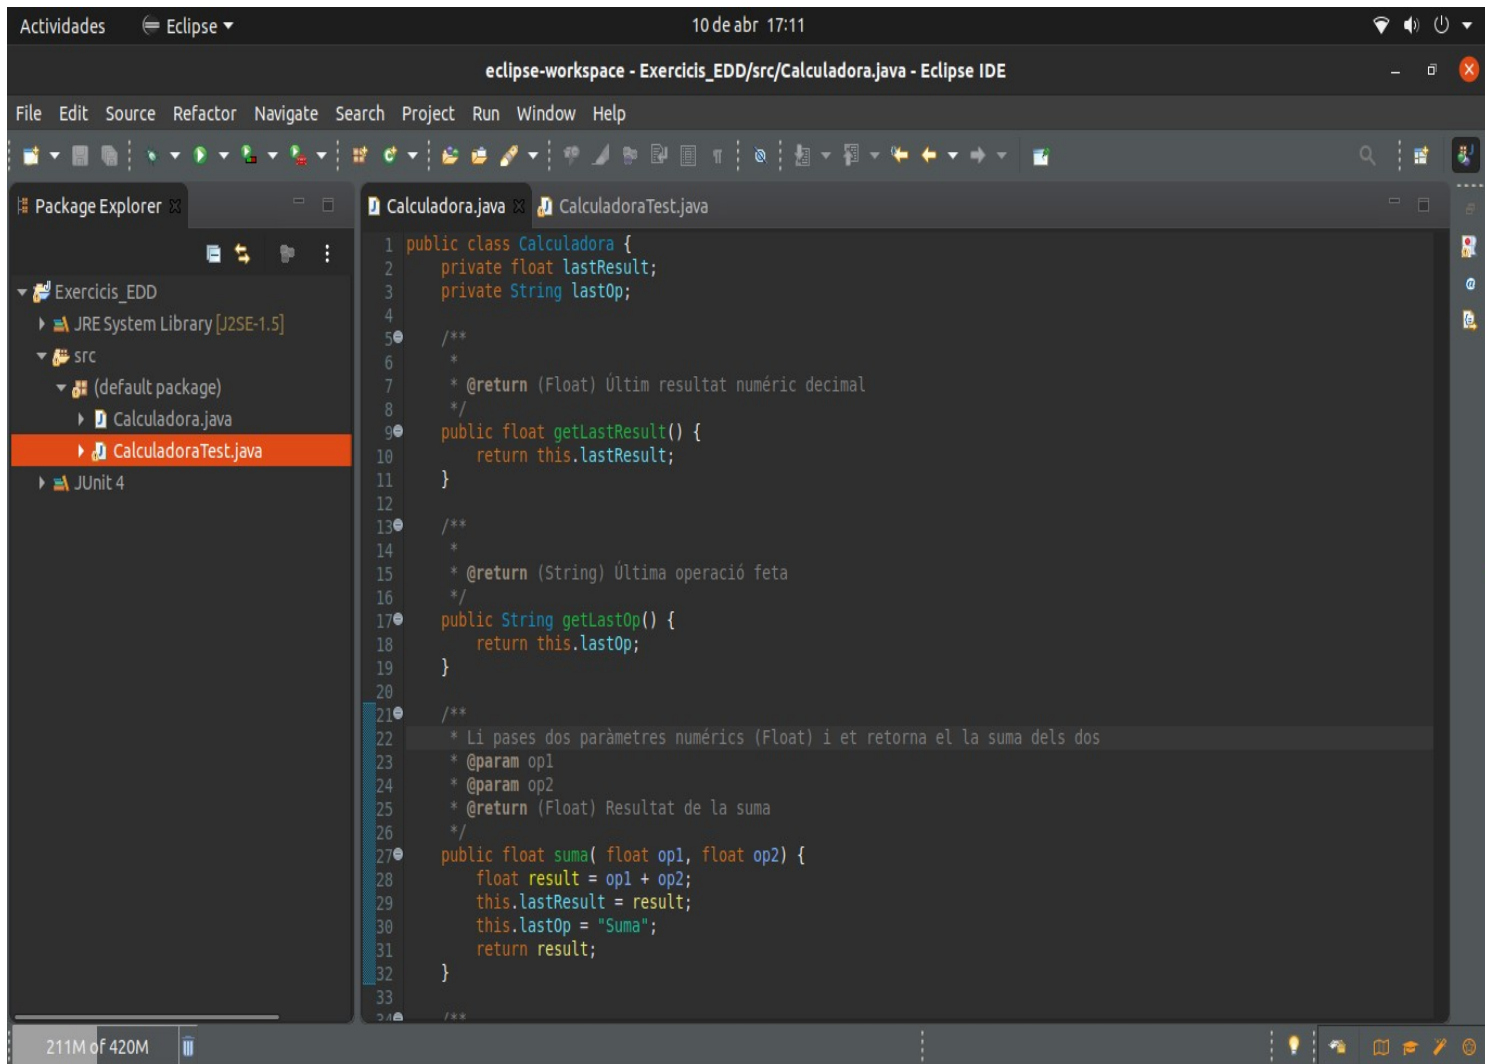 Actividades Eclipse 10 de abr 17:11
eclipse-workspace - Exercicis_EDD/src/Calculadora.java - Eclipse IDE
File Edit Source Refactor Navigate Search Project Run Window Help
Package Explorer
Exercicis_EDD
JRE System Library [J2SE-1.5]
src
(default package)
Calculadora.java
CalculadoraTest.java
JUnit 4
Calculadora.java CalculadoraTest.java
1 public class Calculadora {
2 private float lastResult;
3 private String lastOp;
4
5 /**
6 *
7 * @return (Float) Últim resultat numéric decimal
8 */
9 public float getLastResult() {
10 return this.lastResult;
11 }
12
13 /**
14 *
15 * @return (String) Última operació feta
16 */
17 public String getLastOp() {
18 return this.lastOp;
19 }
20
21 /**
22 * Li pases dos paràmetres numérics (Float) i et retorna el la suma dels dos
23 * @param op1
24 * @param op2
25 * @return (Float) Resultat de la suma
26 */
27 public float suma( float op1, float op2) {
28 float result = op1 + op2;
29 this.lastResult = result;
30 this.lastOp = "Suma";
31 return result;
32 }
33
34 /**
211M of 420M